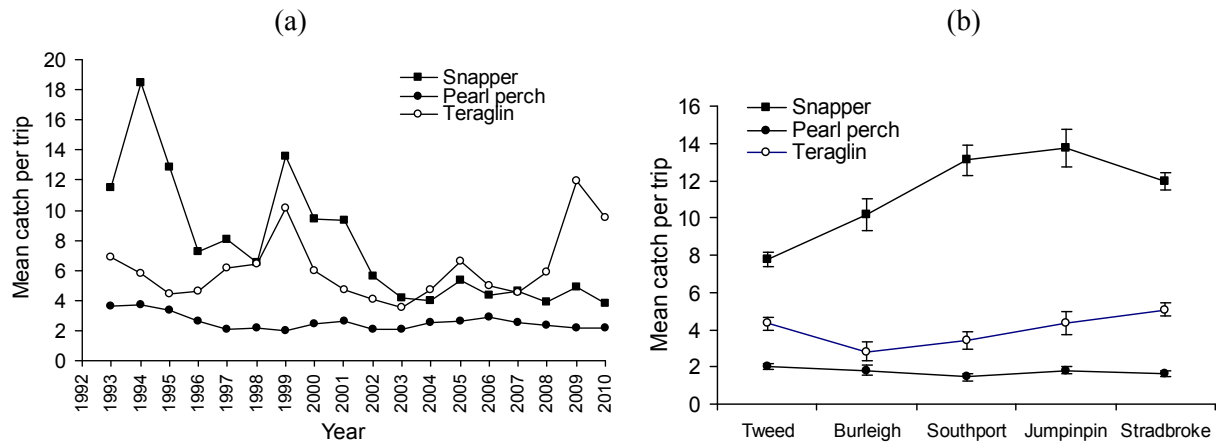 (a)
Mean catch per trip
20
18
16
14
12
10
8
6
4
2
0
Snapper
Pearl perch
Teraglin
1992
1993
1994
1995
1996
1997
1998
1999
2000
2001
2002
2003
2004
2005
2006
2007
2008
2009
2010
Year
(b)
Mean catch per trip
16
14
12
10
8
6
4
2
0
Snapper
Pearl perch
Teraglin
Tweed
Burleigh
Southport
Jumpinpin
Stradbroke